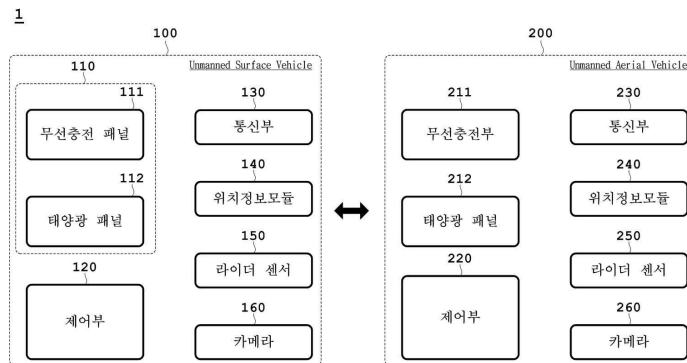 1
100
200
Unmanned Surface Vehicle
Unmanned Aerial Vehicle
110
111
무선충전 패널
112
태양광 패널
120
제어부
130
통신부
140
위치정보모듈
150
라이더 센서
160
카메라
211
무선충전부
212
태양광 패널
220
제어부
230
통신부
240
위치정보모듈
250
라이더 센서
260
카메라